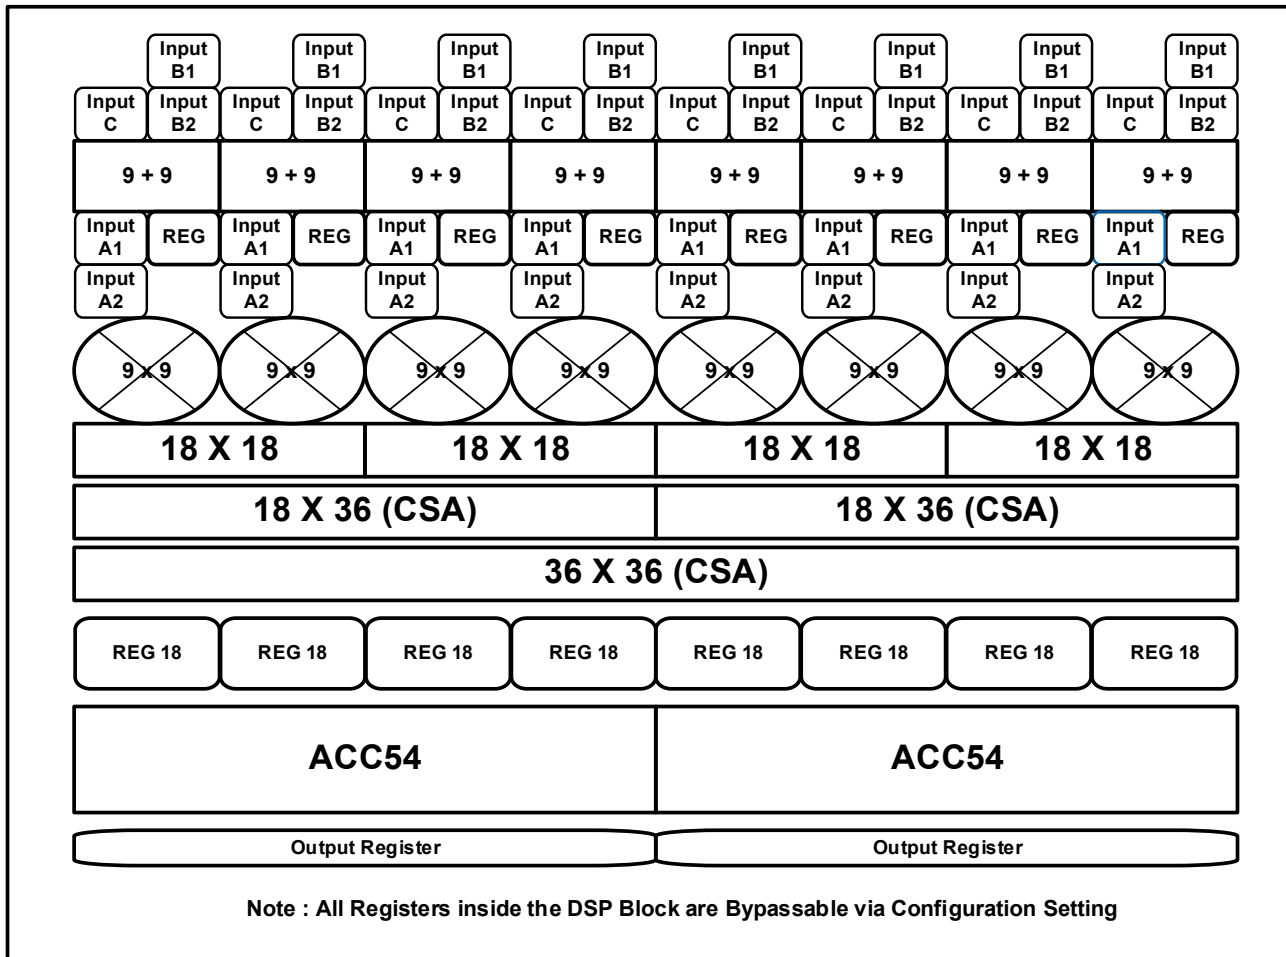 Input Input Input Input Input Input Input Input
B1 B1 B1 B1 B1 B1 B1 B1
Input Input Input Input Input Input Input Input Input Input Input Input Input Input Input Input
C B2 C B2 C B2 C B2 C B2 C B2 C B2 C B2
9 + 9 9 + 9 9 + 9 9 + 9 9 + 9 9 + 9 9 + 9 9 + 9
Input REG Input REG Input REG Input REG Input REG Input REG Input REG Input REG
A1 A1 A1 A1 A1 A1 A1 A1
Input Input Input Input Input Input Input Input
A2 A2 A2 A2 A2 A2 A2 A2
9 x 9 9 x 9 9 x 9 9 x 9 9 x 9 9 x 9 9 x 9 9 x 9
18 X 18 18 X 18 18 X 18 18 X 18
18 X 36 (CSA) 18 X 36 (CSA)
36 X 36 (CSA)
REG 18 REG 18 REG 18 REG 18 REG 18 REG 18 REG 18 REG 18
ACC54 ACC54
Output Register Output Register
Note : All Registers inside the DSP Block are Bypassable via Configuration Setting